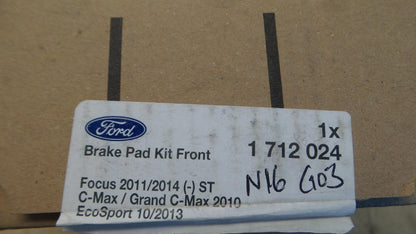 Ford
1x
Brake Pad Kit Front 1 712 024
Focus 2011/2014 (-) ST
C-Max / Grand C-Max 2010
EcoSport 10/2013
N16 G03